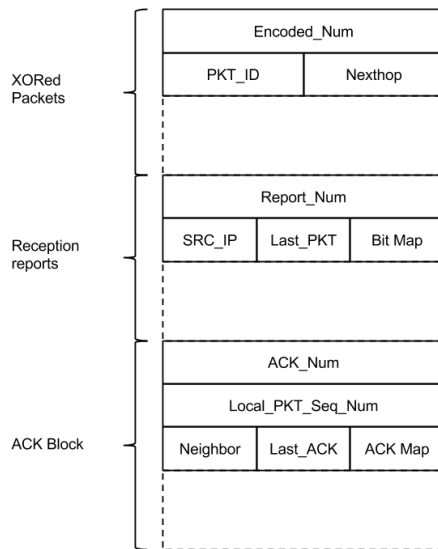 Encoded_Num
XORed
Packets
PKT_ID Nexthop
Report_Num
Reception
reports
SRC_IP Last_PKT Bit Map
ACK_Num
Local_PKT_Seq_Num
ACK Block
Neighbor Last_ACK ACK Map